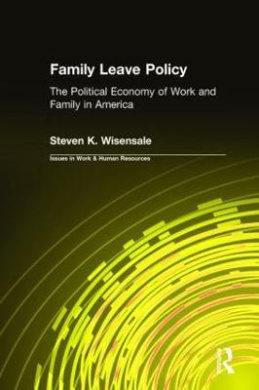 Family Leave Policy
The Political Economy of Work and
Family in America
Steven K. Wisensale
Issues in Work & Human Resources
R